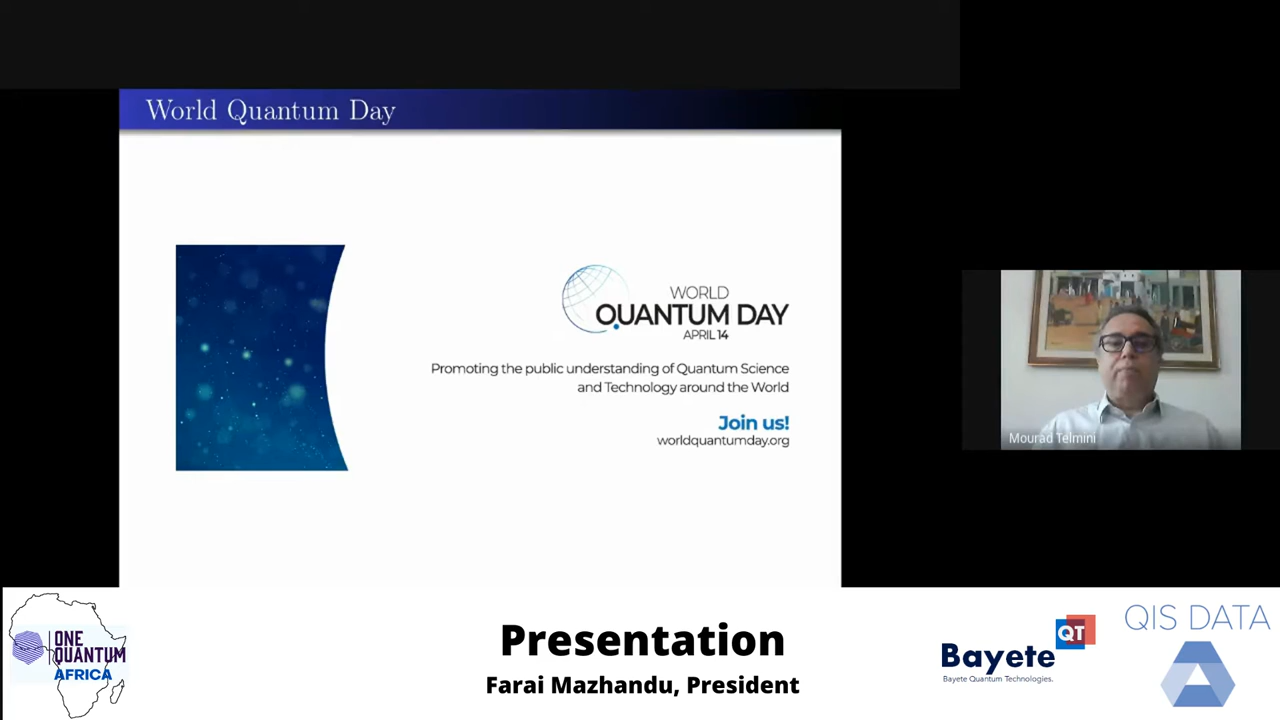 World Quantum Day
WORLD
QUANTUM DAY
APRIL 14
Promoting the public understanding of Quantum Science
and Technology around the World
Join us!
worldquantumday.org
Mourad Telmini
ONE
QUANTUM
AFRICA
Presentation
Farai Mazhandu, President
QT
Bayete
Bayete Quantum Technologies.
QIS DATA